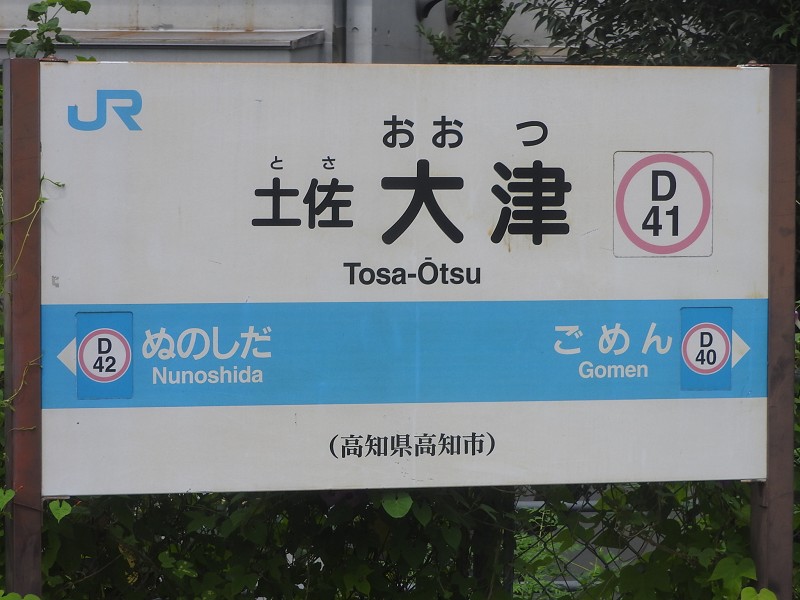 JR
とさ おおつ
土佐大津
D
41
Tosa-Ōtsu
D
42
ぬのしだ
Nunoshida
ごめん
Gomen
D
40
(高知県高知市)